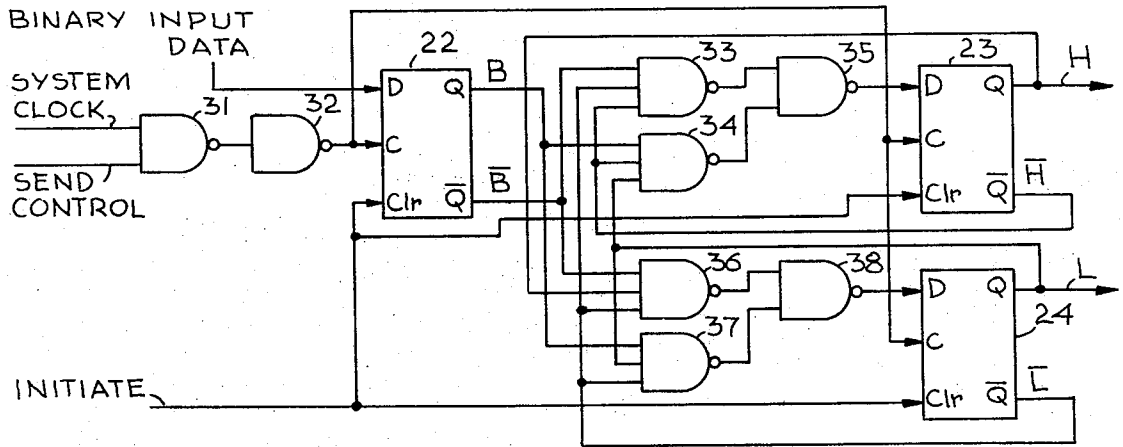 BINARY INPUT
DATA
SYSTEM
CLOCK
SEND
CONTROL
INITIATE
31
32
22
D
Q
C
Q̅
Clr
B
B̅
33
34
35
36
37
38
23
D
Q
C
Q̅
Clr
H
H̅
24
D
Q
C
Q̅
Clr
L
L̅